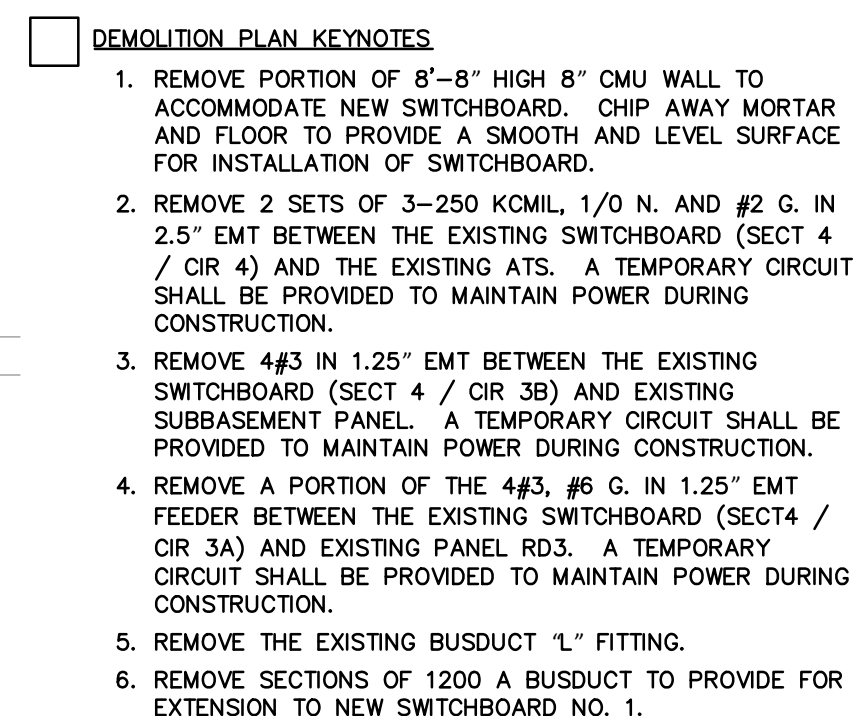 DEMOLITION PLAN KEYNOTES
1. REMOVE PORTION OF 8'-8" HIGH 8" CMU WALL TO
ACCOMMODATE NEW SWITCHBOARD. CHIP AWAY MORTAR
AND FLOOR TO PROVIDE A SMOOTH AND LEVEL SURFACE
FOR INSTALLATION OF SWITCHBOARD.
2. REMOVE 2 SETS OF 3-250 KCMIL, 1/0 N. AND #2 G. IN
2.5" EMT BETWEEN THE EXISTING SWITCHBOARD (SECT 4
/ CIR 4) AND THE EXISTING ATS. A TEMPORARY CIRCUIT
SHALL BE PROVIDED TO MAINTAIN POWER DURING
CONSTRUCTION.
3. REMOVE 4#3 IN 1.25" EMT BETWEEN THE EXISTING
SWITCHBOARD (SECT 4 / CIR 3B) AND EXISTING
SUBBASEMENT PANEL. A TEMPORARY CIRCUIT SHALL BE
PROVIDED TO MAINTAIN POWER DURING CONSTRUCTION.
4. REMOVE A PORTION OF THE 4#3, #6 G. IN 1.25" EMT
FEEDER BETWEEN THE EXISTING SWITCHBOARD (SECT4 /
CIR 3A) AND EXISTING PANEL RD3. A TEMPORARY
CIRCUIT SHALL BE PROVIDED TO MAINTAIN POWER DURING
CONSTRUCTION.
5. REMOVE THE EXISTING BUSDUCT "L" FITTING.
6. REMOVE SECTIONS OF 1200 A BUSDUCT TO PROVIDE FOR
EXTENSION TO NEW SWITCHBOARD NO. 1.